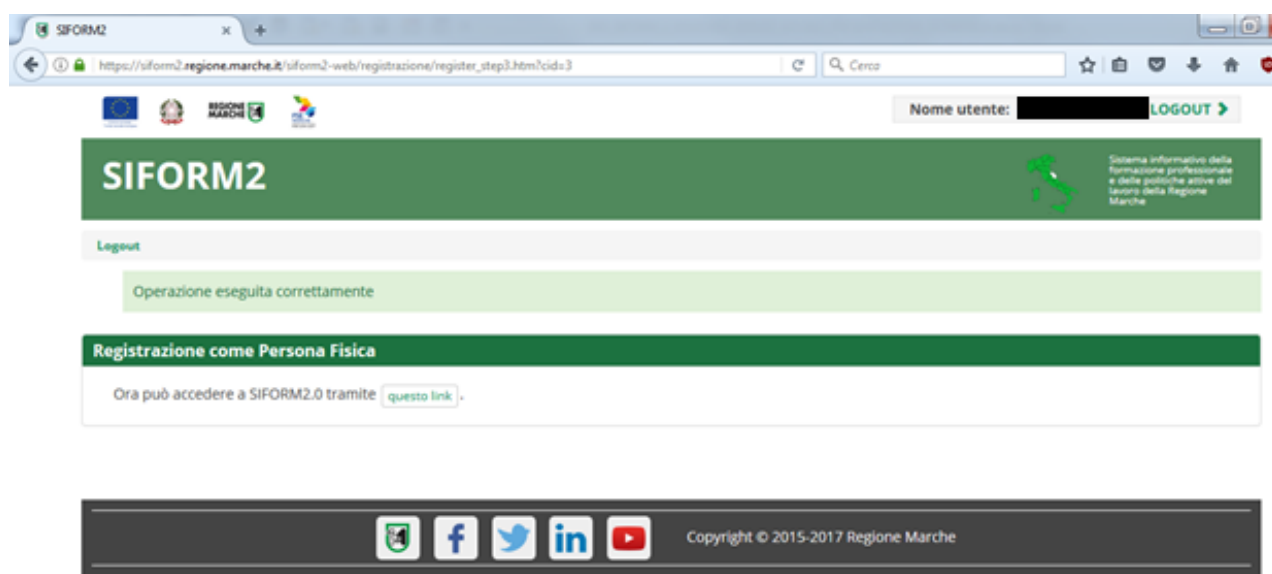 SIFORM2
https://siform2.regione.marche.it/siform2-web/registrazione/register_step3.htm?cid=3
Cerca
REGIONE
MARCHE
Nome utente:
LOGOUT
SIFORM2
Sistema informativo della
formazione professionale
e delle politiche attive del
lavoro della Regione
Marche
Logout
Operazione eseguita correttamente
Registrazione come Persona Fisica
Ora può accedere a SIFORM2.0 tramite questo link .
Copyright © 2015-2017 Regione Marche